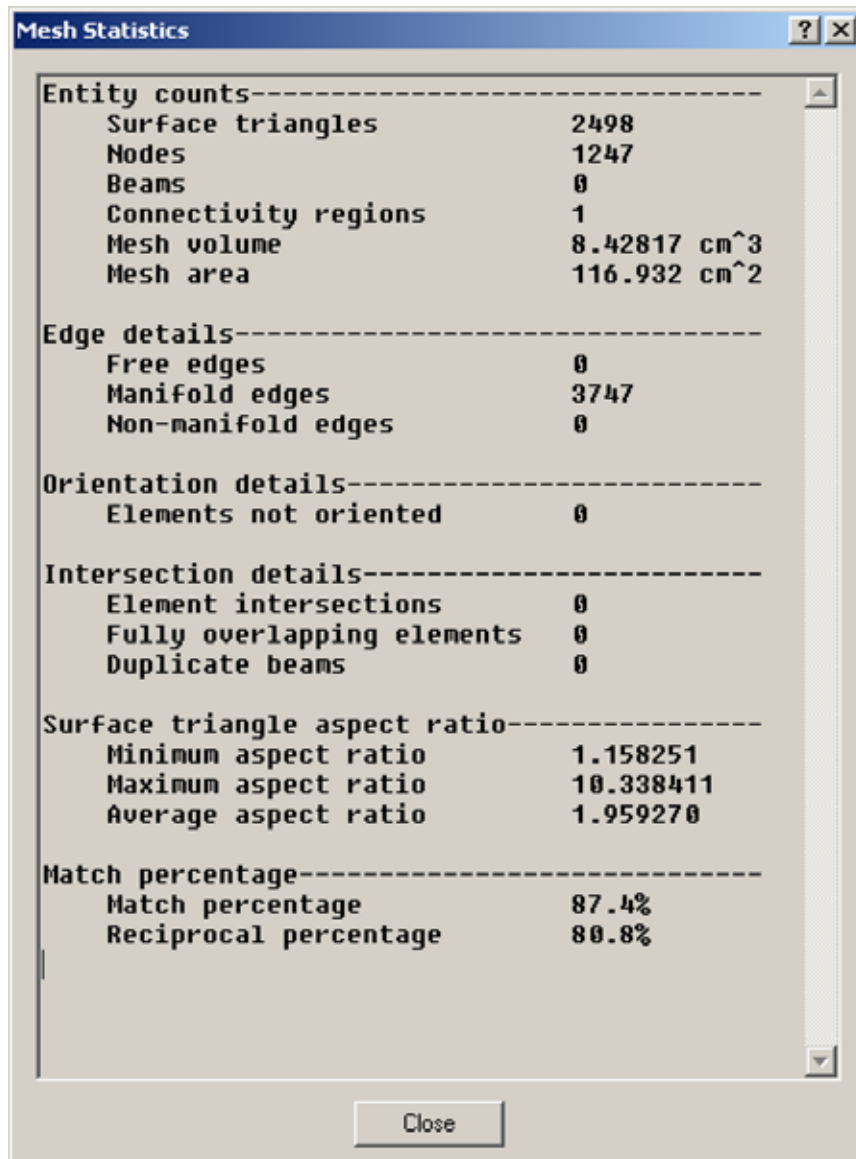 Mesh Statistics
Entity counts---------------------------------
Surface triangles 2498
Nodes 1247
Beams 0
Connectivity regions 1
Mesh volume 8.42817 cm^3
Mesh area 116.932 cm^2
Edge details----------------------------------
Free edges 0
Manifold edges 3747
Non-manifold edges 0
Orientation details---------------------------
Elements not oriented 0
Intersection details--------------------------
Element intersections 0
Fully overlapping elements 0
Duplicate beams 0
Surface triangle aspect ratio-----------------
Minimum aspect ratio 1.158251
Maximum aspect ratio 10.338411
Average aspect ratio 1.959270
Match percentage------------------------------
Match percentage 87.4%
Reciprocal percentage 80.8%
Close